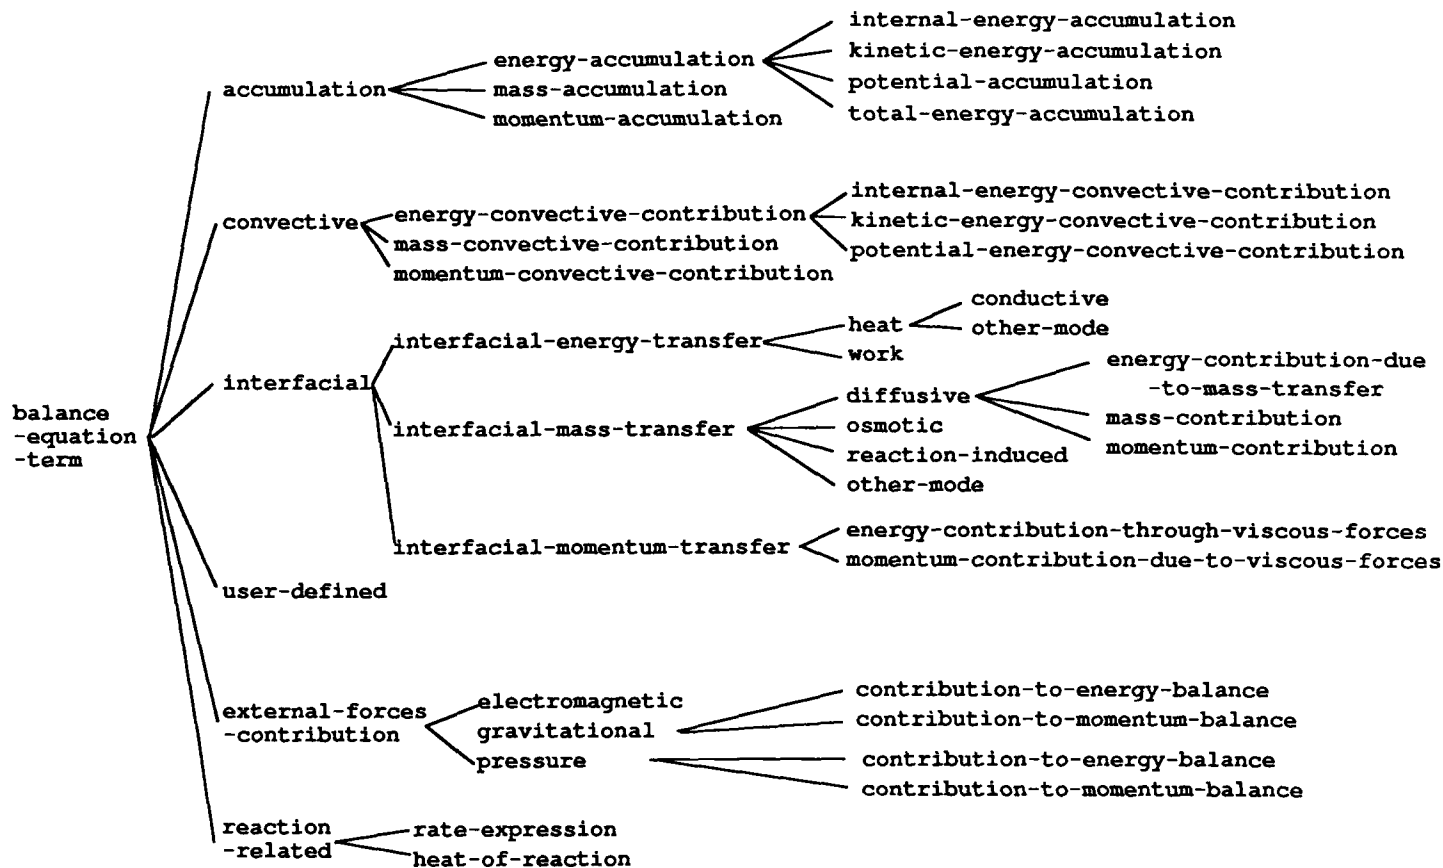 balance
-equation
-term
accumulation
energy-accumulation
internal-energy-accumulation
kinetic-energy-accumulation
potential-accumulation
total-energy-accumulation
mass-accumulation
momentum-accumulation
convective
energy-convective-contribution
internal-energy-convective-contribution
kinetic-energy-convective-contribution
potential-energy-convective-contribution
mass-convective-contribution
momentum-convective-contribution
interfacial
interfacial-energy-transfer
heat
conductive
other-mode
work
interfacial-mass-transfer
diffusive
energy-contribution-due
-to-mass-transfer
mass-contribution
momentum-contribution
osmotic
reaction-induced
other-mode
interfacial-momentum-transfer
energy-contribution-through-viscous-forces
momentum-contribution-due-to-viscous-forces
user-defined
external-forces
-contribution
electromagnetic
gravitational
contribution-to-energy-balance
contribution-to-momentum-balance
pressure
contribution-to-energy-balance
contribution-to-momentum-balance
reaction
-related
rate-expression
heat-of-reaction